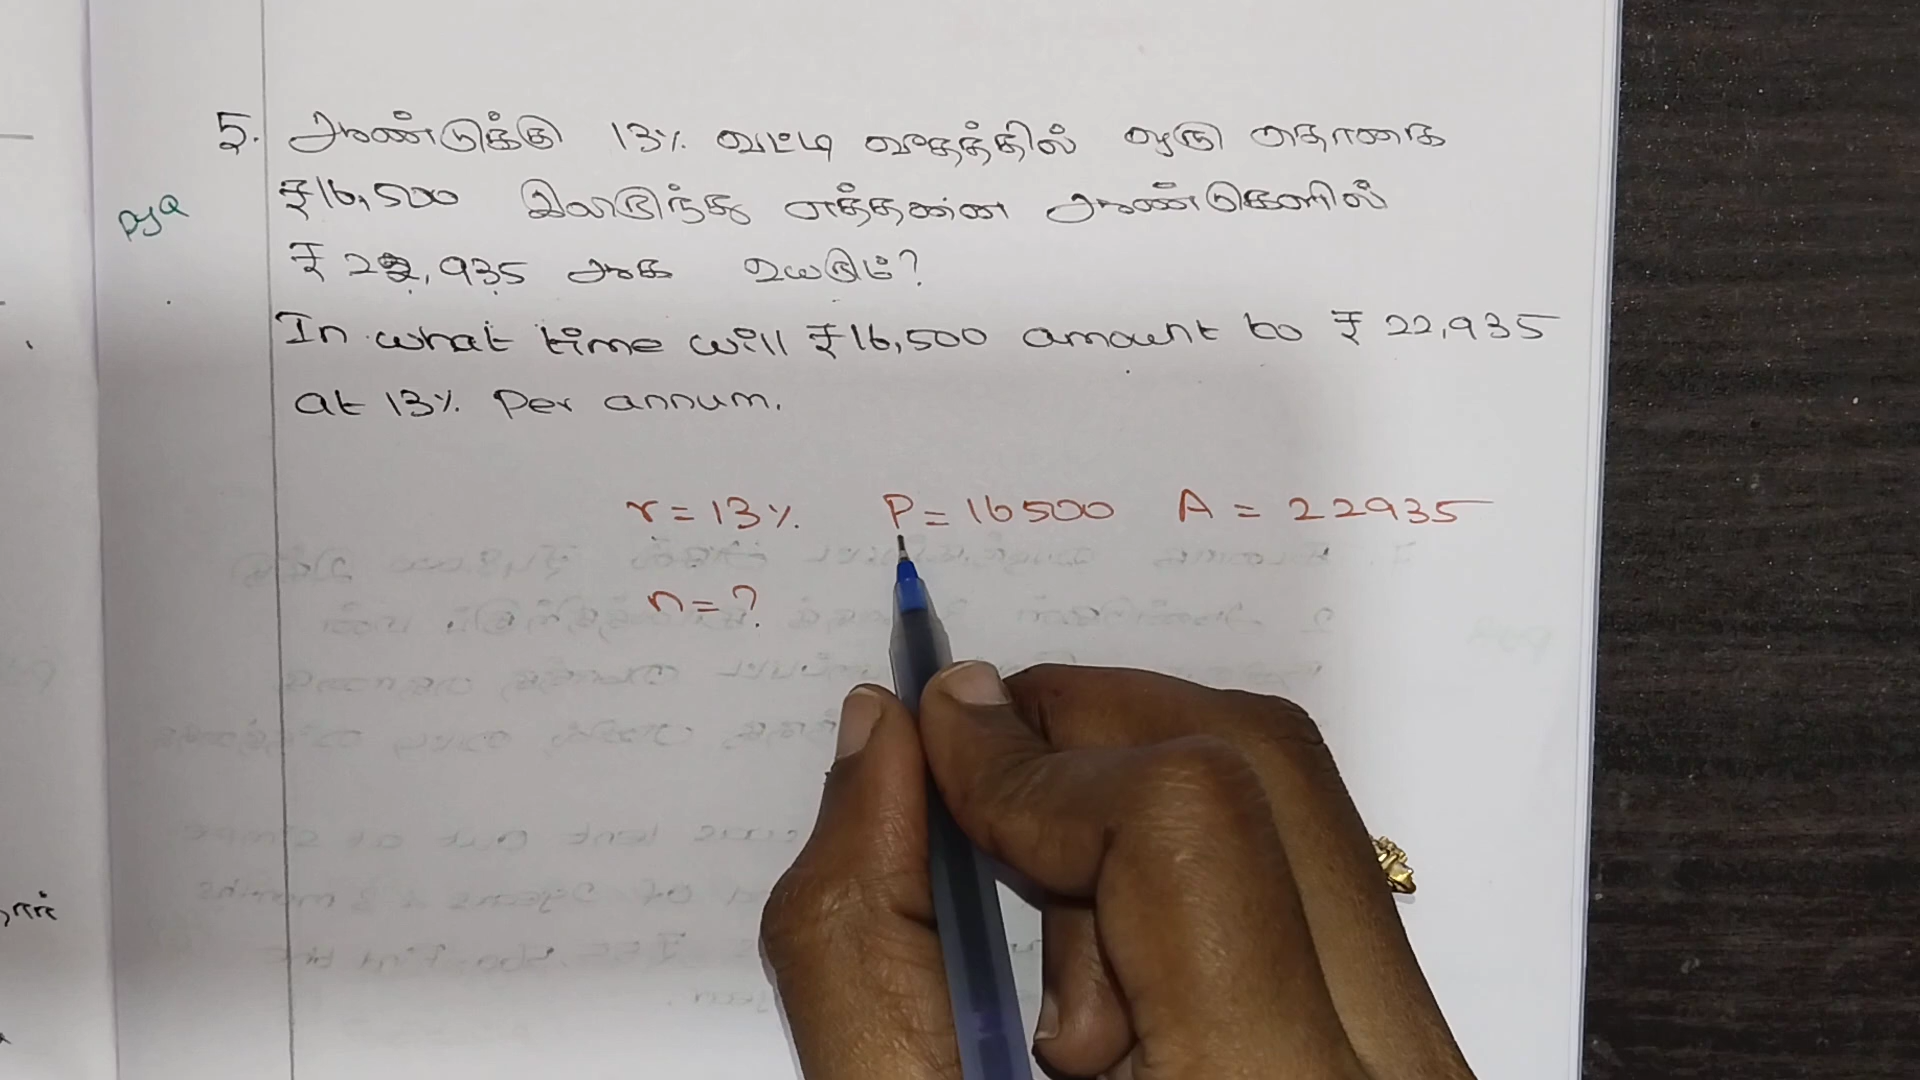 5. ஆண்டுக்கு 13% வட்டி வீதத்தில் ஒரு தொகை
PYQ
₹16,500 இலிருந்து எத்தனை ஆண்டுகளில்
₹ 22,935 ஆக உயரும்?
In what time will ₹16,500 amount to ₹ 22,935
at 13% Per annum.
r = 13% P = 16500 A = 22935
n = ?